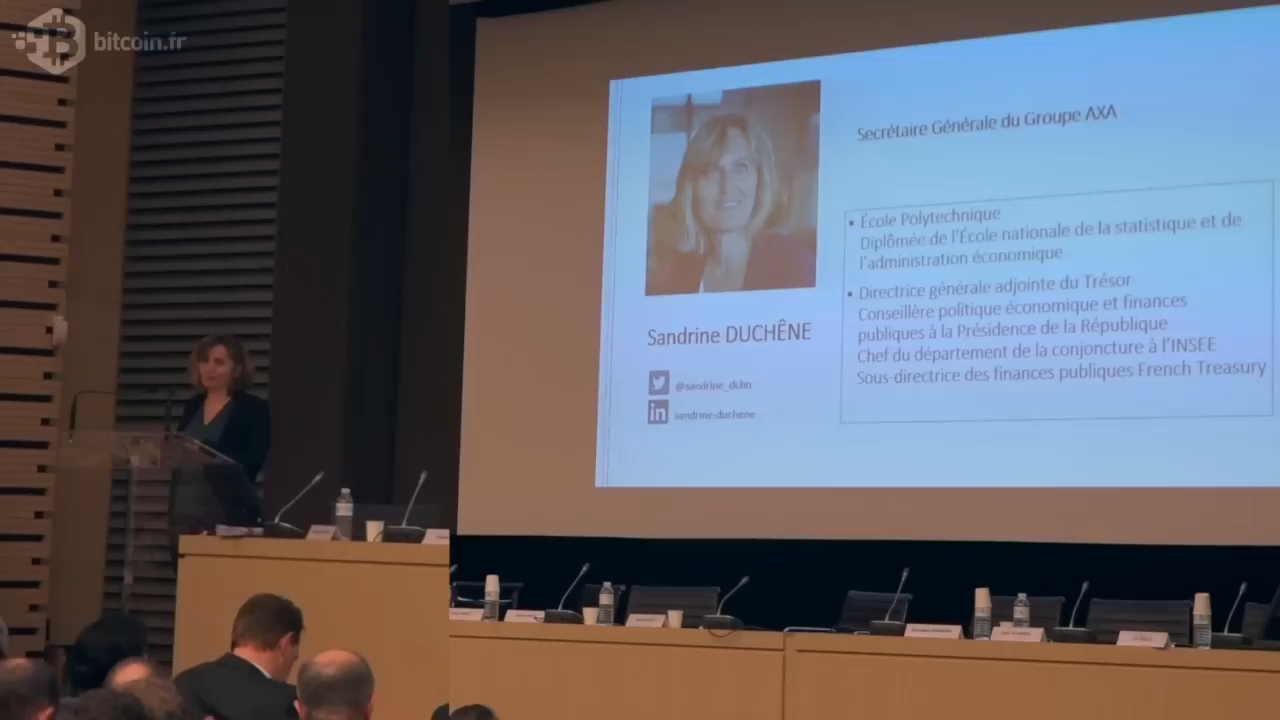 bitcoin.fr
Secrétaire Générale du Groupe AXA
• École Polytechnique
Diplômée de l'École nationale de la statistique et de
l'administration économique
• Directrice générale adjointe du Trésor
Conseillère politique économique et finances
publiques à la Présidence de la République
Chef du département de la conjoncture à l'INSEE
Sous-directrice des finances publiques French Treasury
Sandrine DUCHÊNE
@sandrine_dchn
in sandrine-duchene